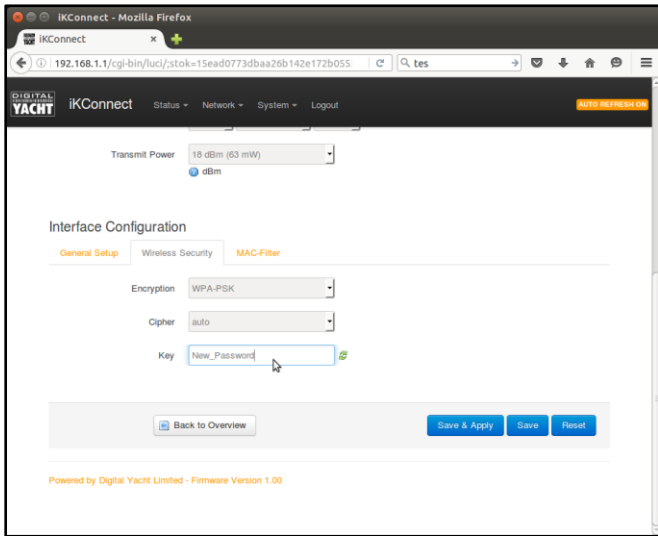 iKConnect - Mozilla Firefox
iKConnect ×
192.168.1.1/cgi-bin/luci/;stok=15ead0773dbaa26b142e172b055 tes
DIGITAL YACHT iKConnect Status Network System Logout AUTO REFRESH ON
Transmit Power 18 dBm (63 mW)
dBm
Interface Configuration
General Setup Wireless Security MAC-Filter
Encryption WPA-PSK
Cipher auto
Key New_Password
Back to Overview Save & Apply Save Reset
Powered by Digital Yacht Limited - Firmware Version 1.00